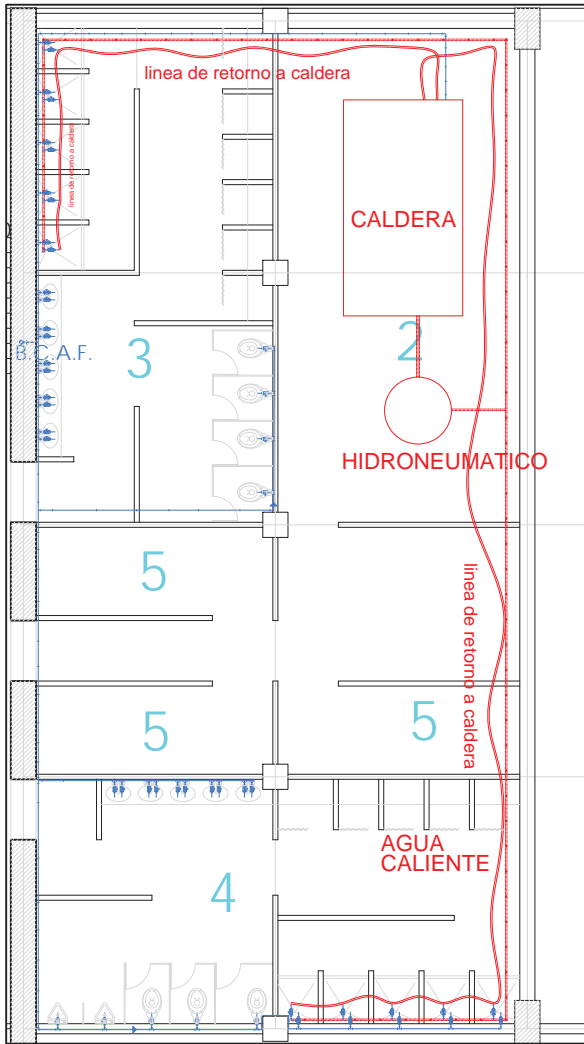 linea de retorno a caldera
linea de retorno a caldera
CALDERA
2
3
B.C.A.F.
HIDRONEUMATICO
5
linea de retorno a caldera
5
5
AGUA
CALIENTE
4